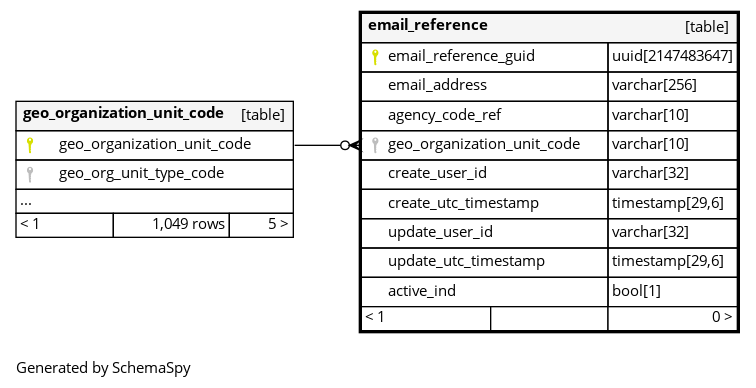 geo_organization_unit_code [table]
geo_organization_unit_code
geo_org_unit_type_code
...
< 1 1,049 rows 5 >
email_reference [table]
email_reference_guid uuid[2147483647]
email_address varchar[256]
agency_code_ref varchar[10]
geo_organization_unit_code varchar[10]
create_user_id varchar[32]
create_utc_timestamp timestamp[29,6]
update_user_id varchar[32]
update_utc_timestamp timestamp[29,6]
active_ind bool[1]
< 1 0 >
Generated by SchemaSpy